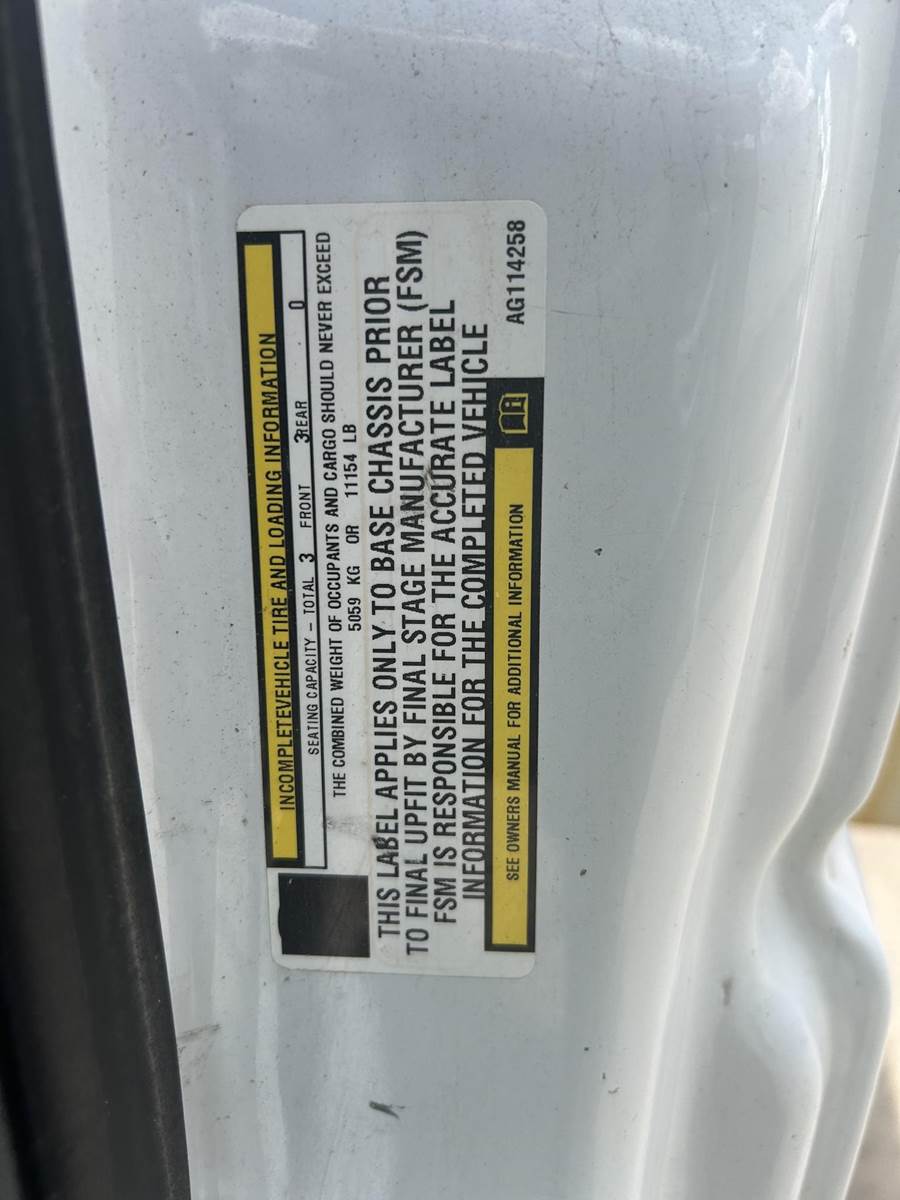 INCOMPLETEVEHICLE TIRE AND LOADING INFORMATION
SEATING CAPACITY - TOTAL 3 FRONT 3REAR 0
THE COMBINED WEIGHT OF OCCUPANTS AND CARGO SHOULD NEVER EXCEED
5059 KG OR 11154 LB
THIS LABEL APPLIES ONLY TO BASE CHASSIS PRIOR
TO FINAL UPFIT BY FINAL STAGE MANUFACTURER (FSM)
FSM IS RESPONSIBLE FOR THE ACCURATE LABEL
INFORMATION FOR THE COMPLETED VEHICLE
SEE OWNERS MANUAL FOR ADDITIONAL INFORMATION
AG114258